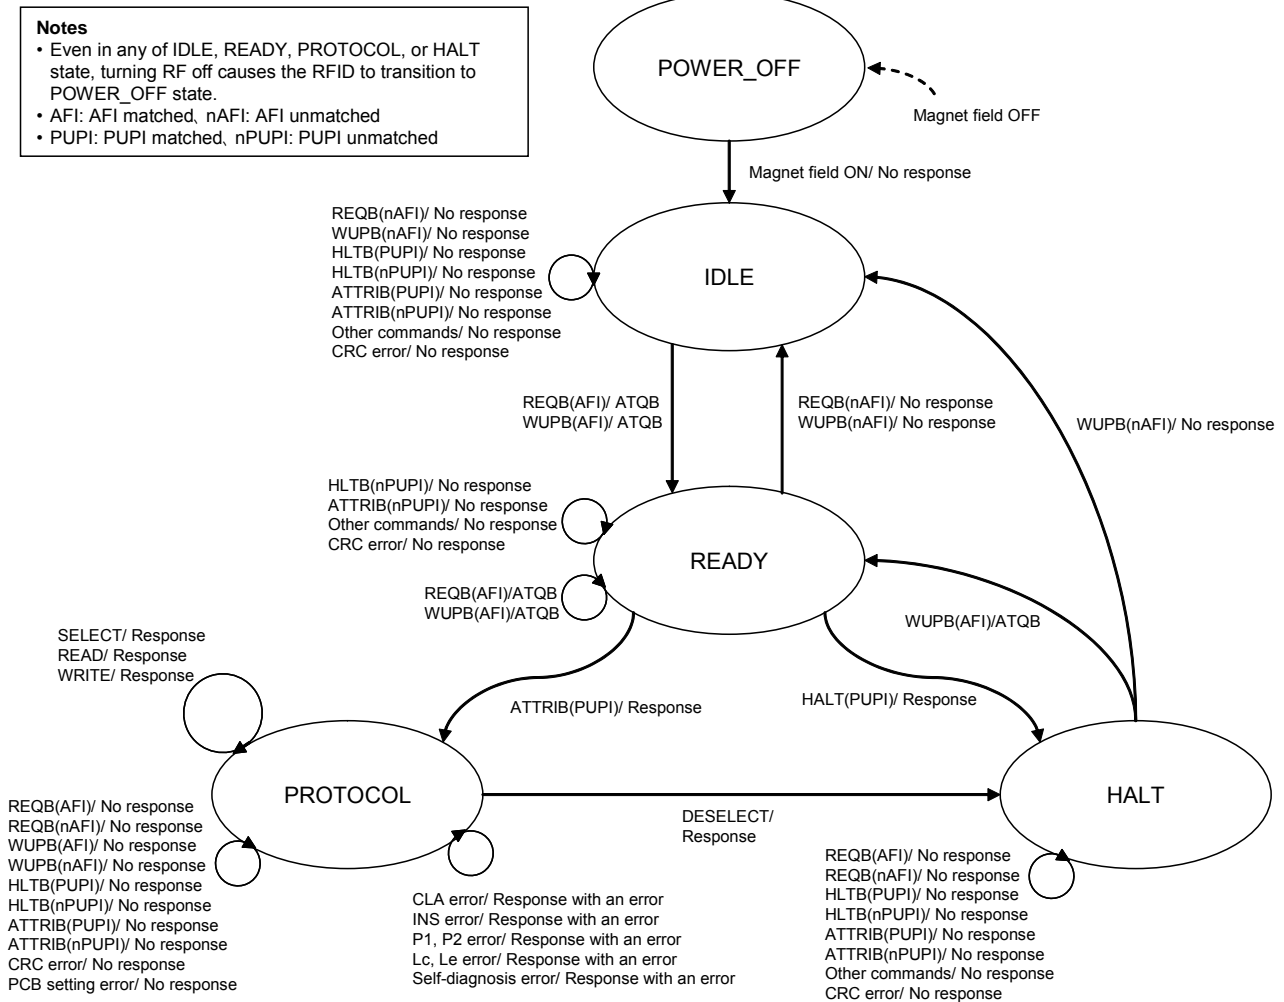 Notes
• Even in any of IDLE, READY, PROTOCOL, or HALT
state, turning RF off causes the RFID to transition to
POWER_OFF state.
• AFI: AFI matched、nAFI: AFI unmatched
• PUPI: PUPI matched、nPUPI: PUPI unmatched
POWER_OFF
Magnet field OFF
Magnet field ON/ No response
REQB(nAFI)/ No response
WUPB(nAFI)/ No response
HLTB(PUPI)/ No response
HLTB(nPUPI)/ No response
ATTRIB(PUPI)/ No response
ATTRIB(nPUPI)/ No response
Other commands/ No response
CRC error/ No response
IDLE
REQB(AFI)/ ATQB
WUPB(AFI)/ ATQB
REQB(nAFI)/ No response
WUPB(nAFI)/ No response
WUPB(nAFI)/ No response
HLTB(nPUPI)/ No response
ATTRIB(nPUPI)/ No response
Other commands/ No response
CRC error/ No response
READY
REQB(AFI)/ATQB
WUPB(AFI)/ATQB
WUPB(AFI)/ATQB
SELECT/ Response
READ/ Response
WRITE/ Response
ATTRIB(PUPI)/ Response
HALT(PUPI)/ Response
PROTOCOL
HALT
DESELECT/
Response
REQB(AFI)/ No response
REQB(nAFI)/ No response
WUPB(AFI)/ No response
WUPB(nAFI)/ No response
HLTB(PUPI)/ No response
HLTB(nPUPI)/ No response
ATTRIB(PUPI)/ No response
ATTRIB(nPUPI)/ No response
CRC error/ No response
PCB setting error/ No response
CLA error/ Response with an error
INS error/ Response with an error
P1, P2 error/ Response with an error
Lc, Le error/ Response with an error
Self-diagnosis error/ Response with an error
REQB(AFI)/ No response
REQB(nAFI)/ No response
HLTB(PUPI)/ No response
HLTB(nPUPI)/ No response
ATTRIB(PUPI)/ No response
ATTRIB(nPUPI)/ No response
Other commands/ No response
CRC error/ No response